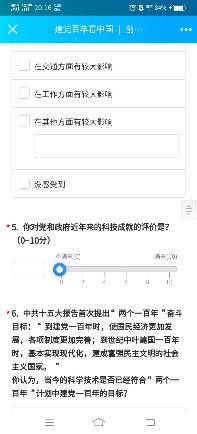 20:16
84%
建党百年看中国 | 创…
在交通方面有较大影响
在工作方面有较大影响
在其他方面有较大影响
没感受到
*5. 你对党和政府近年来的科技成就的评价是?
(0-10分)
不满意(0) 满意(10)
0 2 4 6 8 10
*6. 中共十五大报告首次提出“两个一百年”奋斗
目标:“到建党一百年时,使国民经济更加发
展,各项制度更加完善;到世纪中叶建国一百年
时,基本实现现代化,建成富强民主文明的社会
主义国家。”
你认为,当今的科学技术是否已经符合“两个一
百年”计划中建党一百年的目标?